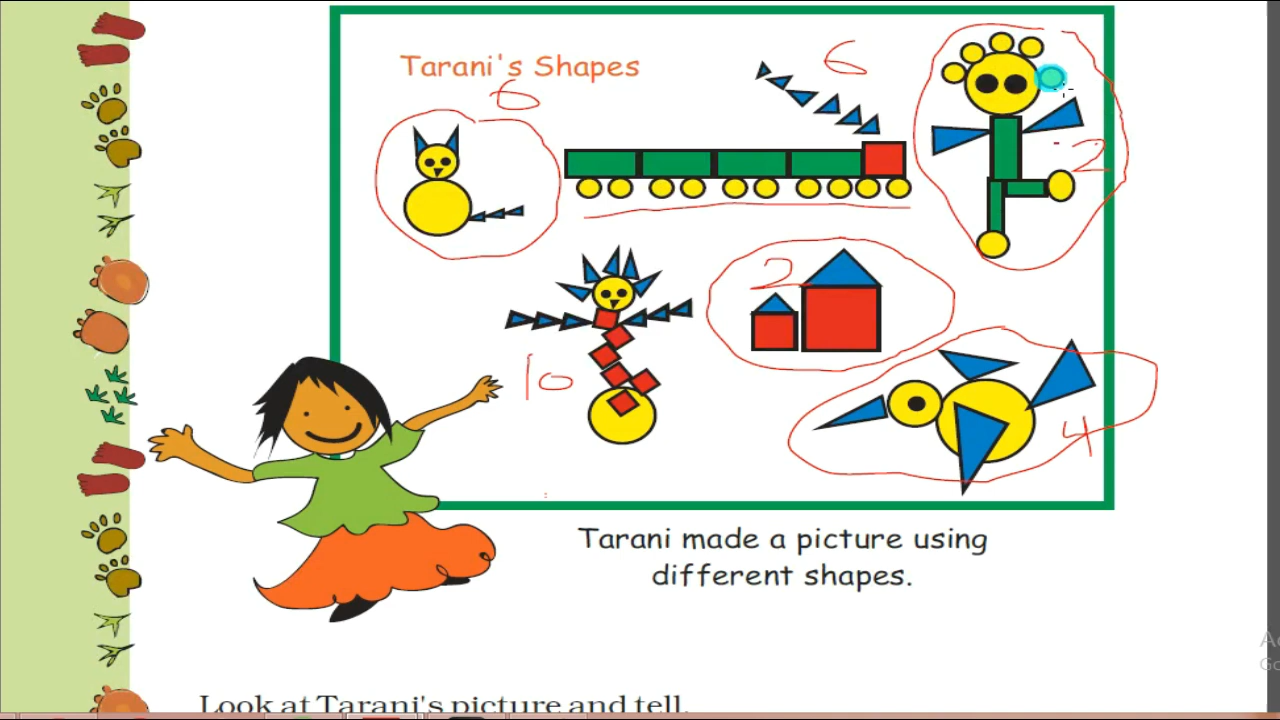 Tarani's Shapes
6
6
2
2
10
4
Tarani made a picture using
different shapes.
Look at Tarani's picture and tell.